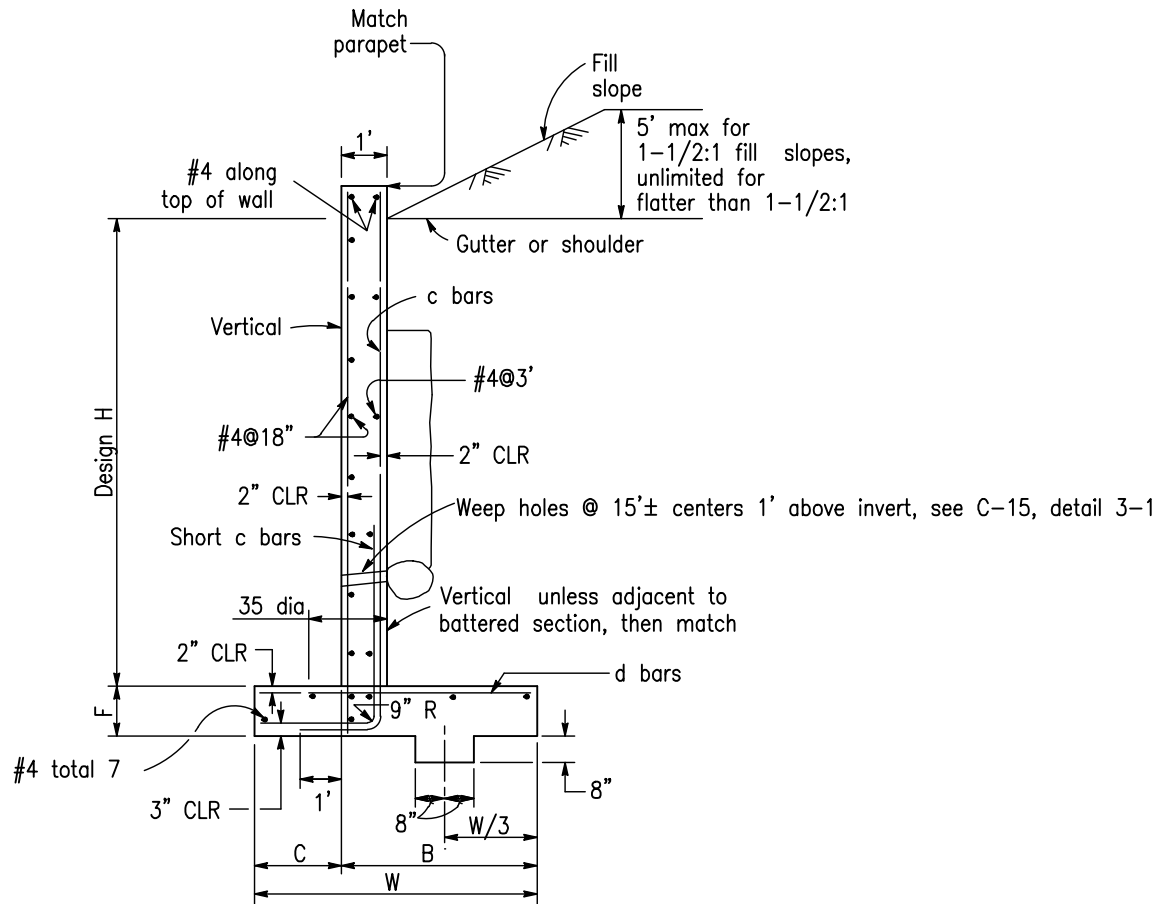 Match
parapet
Fill
slope
1'
5' max for
1-1/2:1 fill slopes,
unlimited for
flatter than 1-1/2:1
#4 along
top of wall
Gutter or shoulder
c bars
Vertical
#4@3'
#4@18"
Design H
2" CLR
2" CLR
Weep holes @ 15'± centers 1' above invert, see C-15, detail 3-1
Short c bars
35 dia
Vertical unless adjacent to
battered section, then match
2" CLR
d bars
F
9" R
#4 total 7
3" CLR
1'
8"
8"
W/3
C
B
W